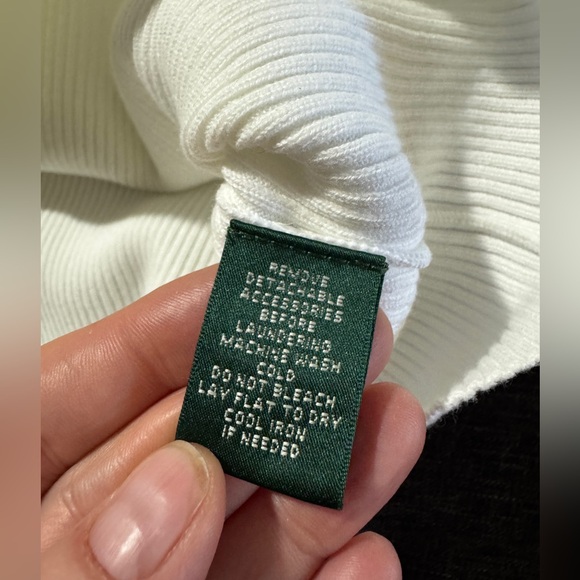 REMOVE
DETACHABLE
ACCESSORIES
BEFORE
LAUNDERING
MACHINE WASH
COLD
DO NOT BLEACH
LAY FLAT TO DRY
COOL IRON
IF NEEDED